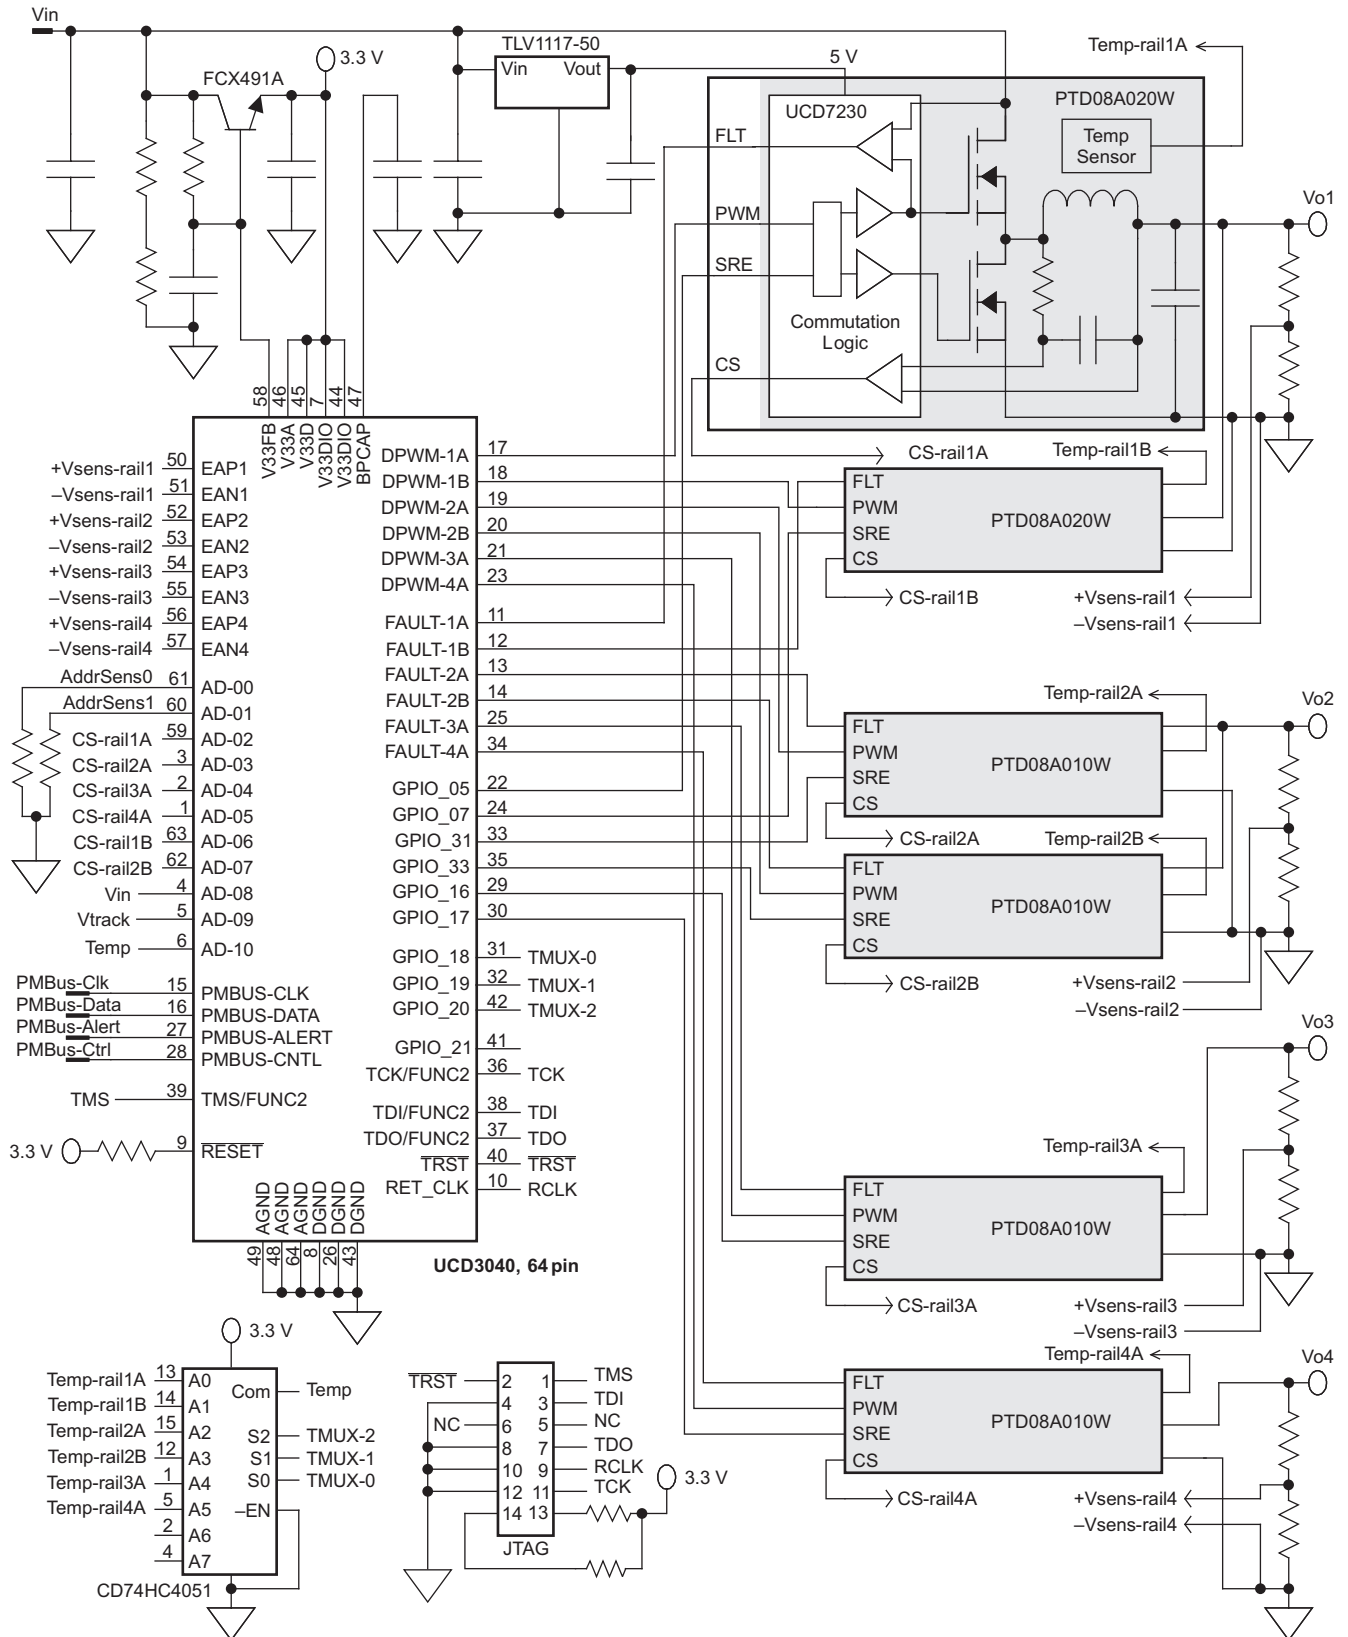 Vin
FCX491A
3.3 V
TLV1117-50
Vin Vout
5 V
Temp-rail1A
PTD08A020W
UCD7230
Temp
Sensor
FLT
PWM
SRE
Commutation
Logic
CS
Vo1
58 46 45 7 44 47
V33FB V33A V33D V33DIO V33DIO BPCAP
+Vsens-rail1 50 EAP1
–Vsens-rail1 51 EAN1
+Vsens-rail2 52 EAP2
–Vsens-rail2 53 EAN2
+Vsens-rail3 54 EAP3
–Vsens-rail3 55 EAN3
+Vsens-rail4 56 EAP4
–Vsens-rail4 57 EAN4
AddrSens0 61 AD-00
AddrSens1 60 AD-01
CS-rail1A 59 AD-02
CS-rail2A 3 AD-03
CS-rail3A 2 AD-04
CS-rail4A 1 AD-05
CS-rail1B 63 AD-06
CS-rail2B 62 AD-07
Vin 4 AD-08
Vtrack 5 AD-09
Temp 6 AD-10
PMBus-Clk 15 PMBUS-CLK
PMBus-Data 16 PMBUS-DATA
PMBus-Alert 27 PMBUS-ALERT
PMBus-Ctrl 28 PMBUS-CNTL
TMS 39 TMS/FUNC2
3.3 V 9 RESET
DPWM-1A 17
DPWM-1B 18
DPWM-2A 19
DPWM-2B 20
DPWM-3A 21
DPWM-4A 23
FAULT-1A 11
FAULT-1B 12
FAULT-2A 13
FAULT-2B 14
FAULT-3A 25
FAULT-4A 34
GPIO_05 22
GPIO_07 24
GPIO_31 33
GPIO_33 35
GPIO_16 29
GPIO_17 30
GPIO_18 31 TMUX-0
GPIO_19 32 TMUX-1
GPIO_20 42 TMUX-2
GPIO_21 41
TCK/FUNC2 36 TCK
TDI/FUNC2 38 TDI
TDO/FUNC2 37 TDO
TRST 40 TRST
RET_CLK 10 RCLK
AGND AGND AGND DGND DGND DGND
49 48 64 8 26 43
UCD3040, 64 pin
CS-rail1A
Temp-rail1B
FLT
PWM
SRE
CS
PTD08A020W
CS-rail1B
+Vsens-rail1
–Vsens-rail1
Temp-rail2A
Vo2
FLT
PWM
SRE
CS
PTD08A010W
CS-rail2A
Temp-rail2B
FLT
PWM
SRE
CS
PTD08A010W
CS-rail2B
+Vsens-rail2
–Vsens-rail2
Vo3
Temp-rail3A
FLT
PWM
SRE
CS
PTD08A010W
CS-rail3A
+Vsens-rail3
–Vsens-rail3
Temp-rail4A
Vo4
FLT
PWM
SRE
CS
PTD08A010W
CS-rail4A
+Vsens-rail4
–Vsens-rail4
3.3 V
Temp-rail1A 13 A0
Temp-rail1B 14 A1
Temp-rail2A 15 A2
Temp-rail2B 12 A3
Temp-rail3A 1 A4
Temp-rail4A 5 A5
2 A6
4 A7
Com Temp
S2 TMUX-2
S1 TMUX-1
S0 TMUX-0
–EN
CD74HC4051
TRST 2 1 TMS
4 3 TDI
NC 6 5 NC
8 7 TDO
10 9 RCLK
12 11 TCK
14 13
3.3 V
JTAG